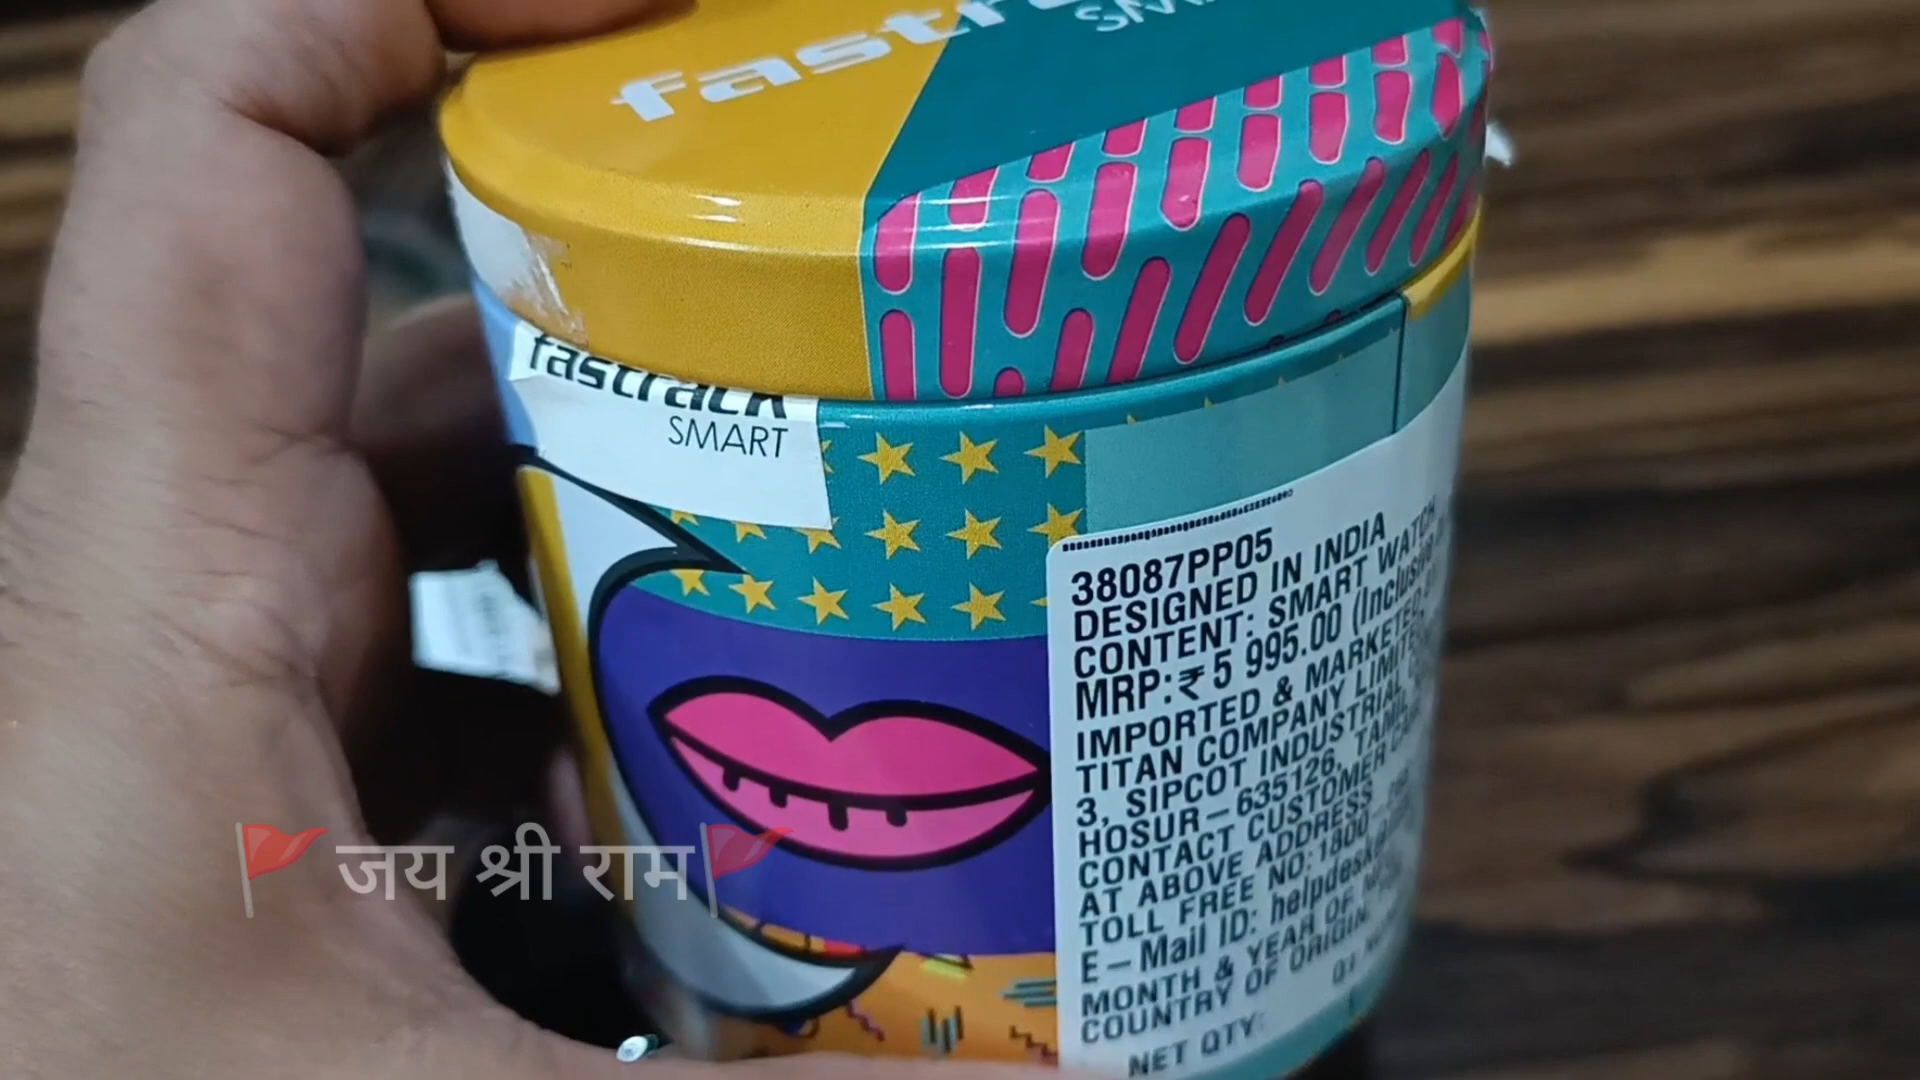 fastr
SM
fastrack
SMART
38087PP05
DESIGNED IN INDIA
CONTENT: SMART WATCH
MRP:₹ 5 995.00 (Inclusive
IMPORTED & MARKETED
TITAN COMPANY LIMITED
3, SIPCOT INDUSTRIAL
HOSUR–635126, TAMIL
CONTACT CUSTOMER CARE
AT ABOVE ADDRESS
TOLL FREE NO:1800
E–Mail ID: helpdesk@
MONTH & YEAR OF
COUNTRY OF ORIGIN
NET QTY:
जय श्री राम